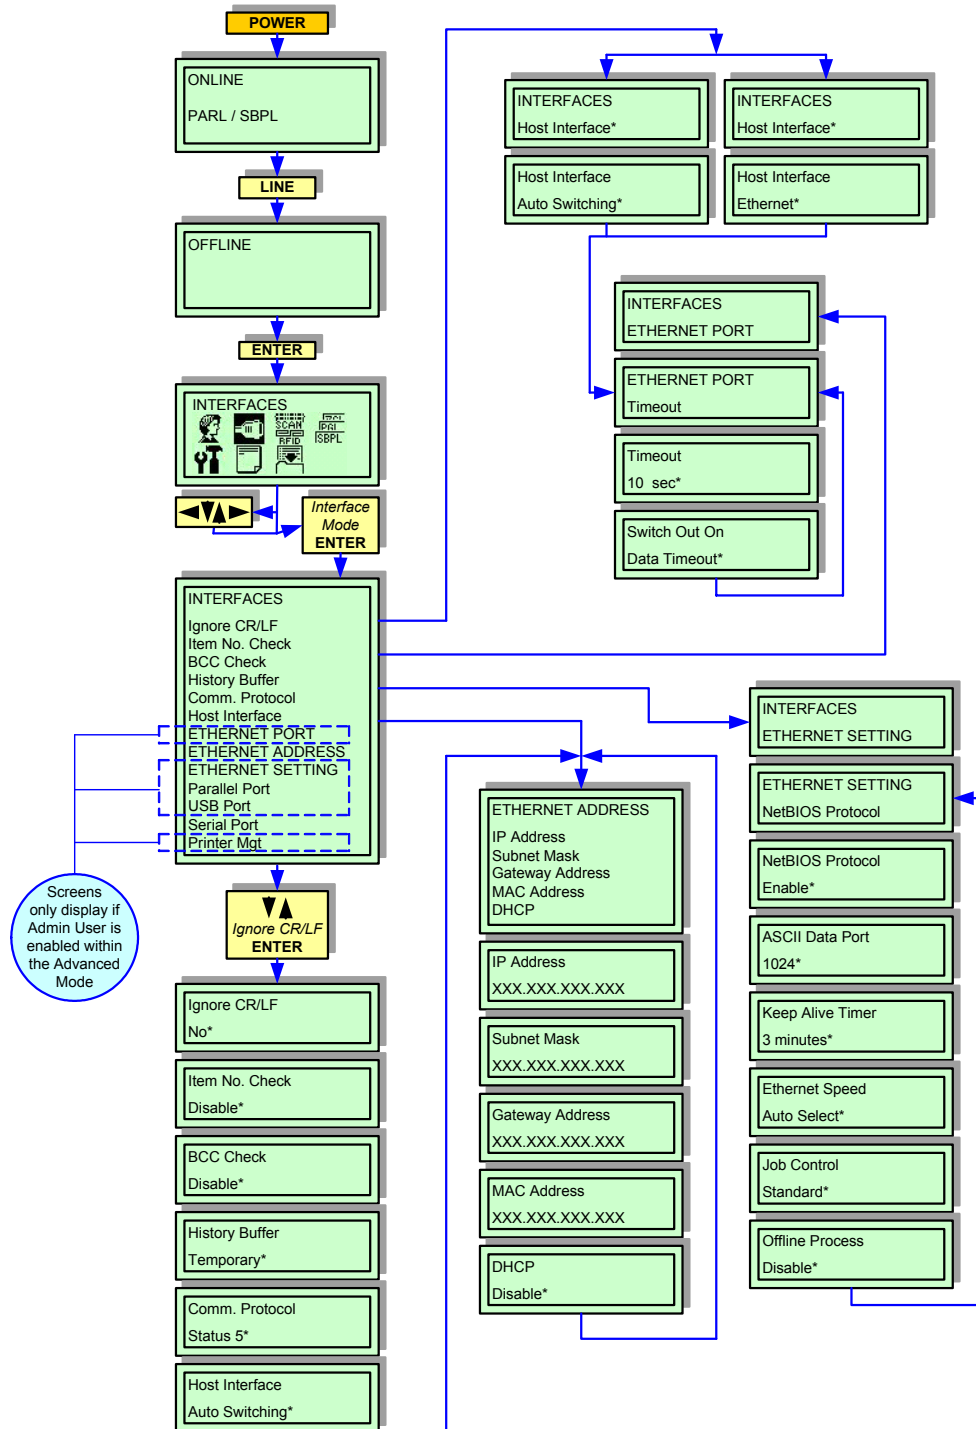 POWER
ONLINE
PARL / SBPL
LINE
OFFLINE
ENTER
INTERFACES
SCAN
RFID
PGL
SBPL
Interface
Mode
ENTER
INTERFACES
Ignore CR/LF
Item No. Check
BCC Check
History Buffer
Comm. Protocol
Host Interface
ETHERNET PORT
ETHERNET ADDRESS
ETHERNET SETTING
Parallel Port
USB Port
Serial Port
Printer Mgt
Screens
only display if
Admin User is
enabled within
the Advanced
Mode
Ignore CR/LF
ENTER
Ignore CR/LF
No*
Item No. Check
Disable*
BCC Check
Disable*
History Buffer
Temporary*
Comm. Protocol
Status 5*
Host Interface
Auto Switching*
INTERFACES
Host Interface*
Host Interface
Auto Switching*
INTERFACES
Host Interface*
Host Interface
Ethernet*
INTERFACES
ETHERNET PORT
ETHERNET PORT
Timeout
Timeout
10 sec*
Switch Out On
Data Timeout*
ETHERNET ADDRESS
IP Address
Subnet Mask
Gateway Address
MAC Address
DHCP
IP Address
XXX.XXX.XXX.XXX
Subnet Mask
XXX.XXX.XXX.XXX
Gateway Address
XXX.XXX.XXX.XXX
MAC Address
XXX.XXX.XXX.XXX
DHCP
Disable*
INTERFACES
ETHERNET SETTING
ETHERNET SETTING
NetBIOS Protocol
NetBIOS Protocol
Enable*
ASCII Data Port
1024*
Keep Alive Timer
3 minutes*
Ethernet Speed
Auto Select*
Job Control
Standard*
Offline Process
Disable*